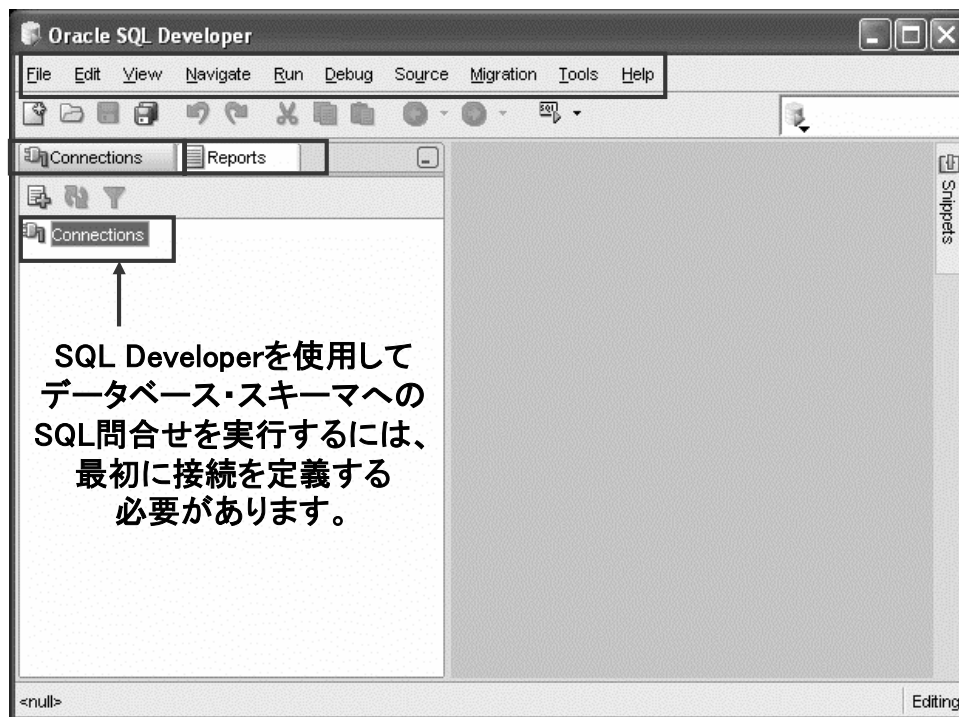 Oracle SQL Developer
File Edit View Navigate Run Debug Source Migration Tools Help
SQL
Connections Reports
Connections
Snippets
SQL Developerを使用して
データベース・スキーマへの
SQL問合せを実行するには、
最初に接続を定義する
必要があります。
<null> Editing